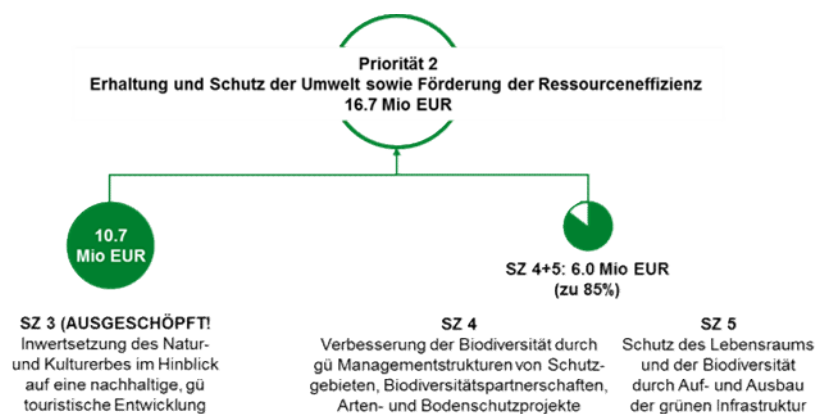 Priorität 2
Erhaltung und Schutz der Umwelt sowie Förderung der Ressourceneffizienz
16.7 Mio EUR
10.7
Mio EUR
SZ 4+5: 6.0 Mio EUR
(zu 85%)
SZ 3 (AUSGESCHÖPFT!
Inwertsetzung des Natur-
und Kulturerbes im Hinblick
auf eine nachhaltige, gü
touristische Entwicklung
SZ 4
Verbesserung der Biodiversität durch
gü Managementstrukturen von Schutz-
gebieten, Biodiversitätspartnerschaften,
Arten- und Bodenschutzprojekte
SZ 5
Schutz des Lebensraums
und der Biodiversität
durch Auf- und Ausbau
der grünen Infrastruktur